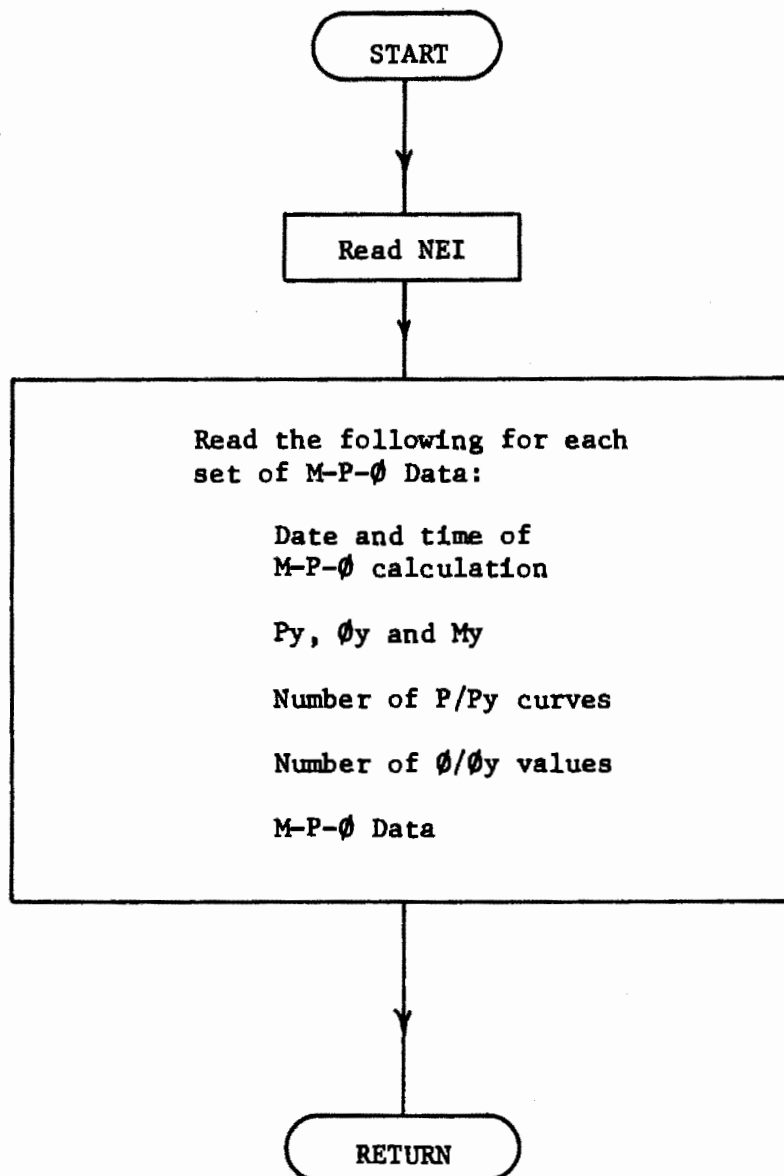 START
Read NEI
Read the following for each
set of M-P-Ø Data:
Date and time of
M-P-Ø calculation
Py, Øy and My
Number of P/Py curves
Number of Ø/Øy values
M-P-Ø Data
RETURN